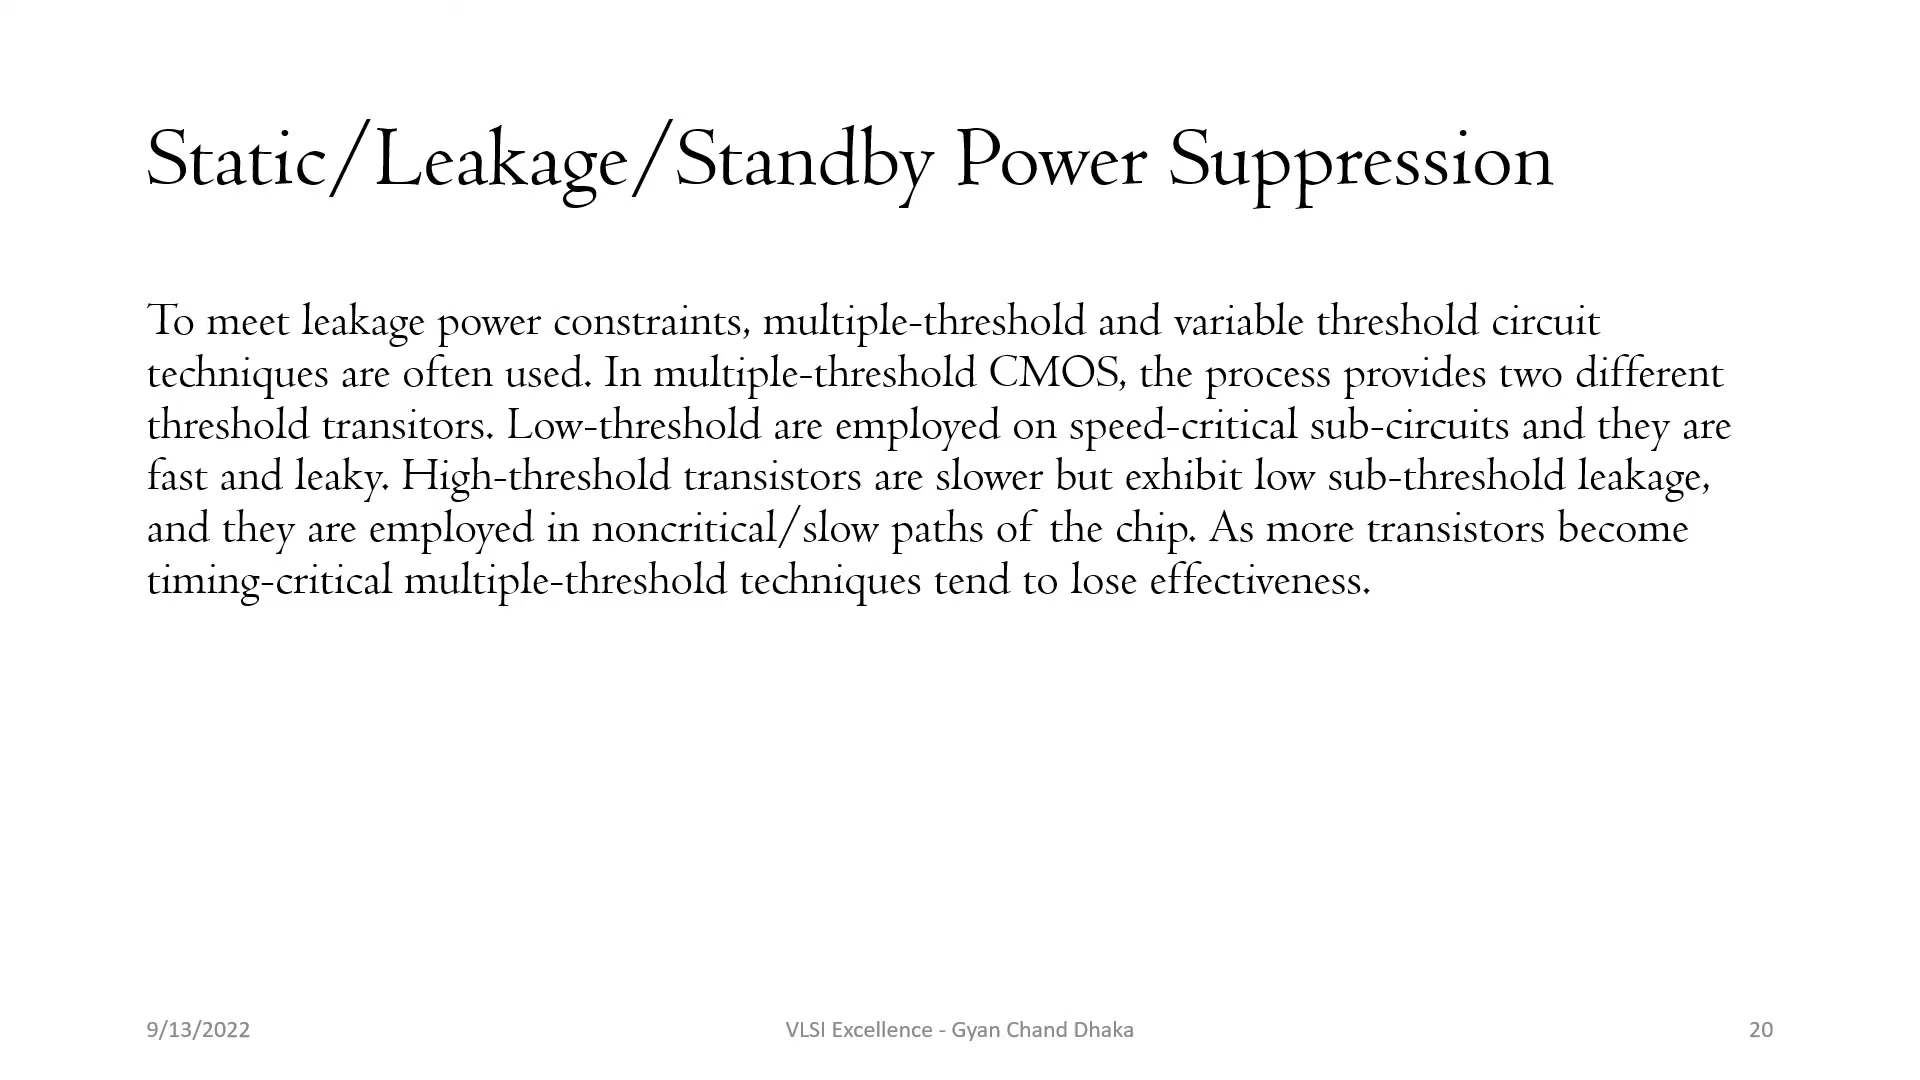 Static/Leakage/Standby Power Suppression
To meet leakage power constraints, multiple-threshold and variable threshold circuit
techniques are often used. In multiple-threshold CMOS, the process provides two different
threshold transitors. Low-threshold are employed on speed-critical sub-circuits and they are
fast and leaky. High-threshold transistors are slower but exhibit low sub-threshold leakage,
and they are employed in noncritical/slow paths of the chip. As more transistors become
timing-critical multiple-threshold techniques tend to lose effectiveness.
9/13/2022
VLSI Excellence - Gyan Chand Dhaka
20